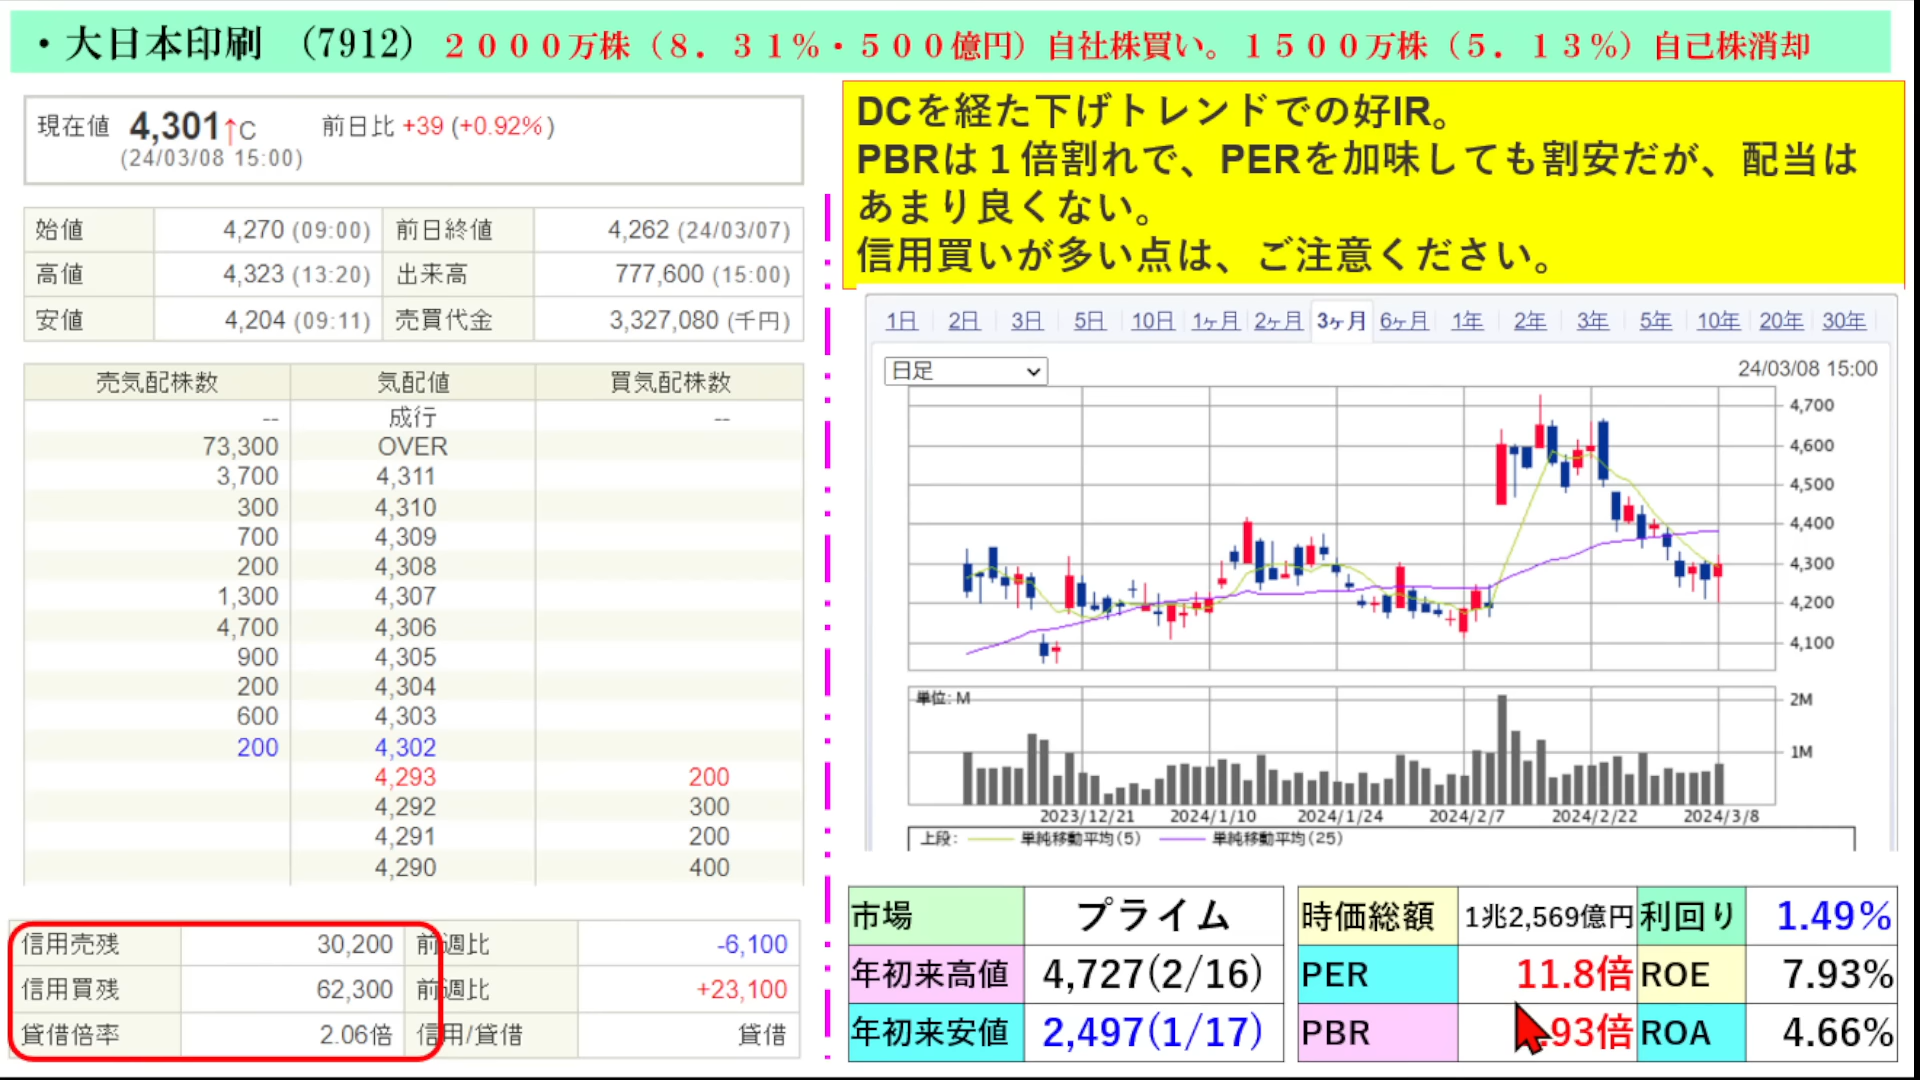 ・大日本印刷 （7912） ２０００万株（８．３１％・５００億円）自社株買い。１５００万株（５．１３％）自己株消却
現在値 4,301↑C 前日比 +39 (+0.92%)
(24/03/08 15:00)
始値 4,270 (09:00) 前日終値 4,262 (24/03/07)
高値 4,323 (13:20) 出来高 777,600 (15:00)
安値 4,204 (09:11) 売買代金 3,327,080 (千円)
売気配株数 気配値 買気配株数
-- 成行 --
73,300 OVER
3,700 4,311
300 4,310
700 4,309
200 4,308
1,300 4,307
4,700 4,306
900 4,305
200 4,304
600 4,303
200 4,302
4,293 200
4,292 300
4,291 200
4,290 400
信用売残 30,200 前週比 -6,100
信用買残 62,300 前週比 +23,100
貸借倍率 2.06倍 信用/貸借 貸借
DCを経た下げトレンドでの好IR。
PBRは１倍割れで、PERを加味しても割安だが、配当は
あまり良くない。
信用買いが多い点は、ご注意ください。
1日 2日 3日 5日 10日 1ヶ月 2ヶ月 3ヶ月 6ヶ月 1年 2年 3年 5年 10年 20年 30年
日足 24/03/08 15:00
4,700
4,600
4,500
4,400
4,300
4,200
4,100
単位: M 2M
1M
2023/12/21 2024/1/10 2024/1/24 2024/2/7 2024/2/22 2024/3/8
上段: 単純移動平均(5) 単純移動平均(25)
市場 プライム 時価総額 1兆2,569億円 利回り 1.49%
年初来高値 4,727(2/16) PER 11.8倍 ROE 7.93%
年初来安値 2,497(1/17) PBR .93倍 ROA 4.66%